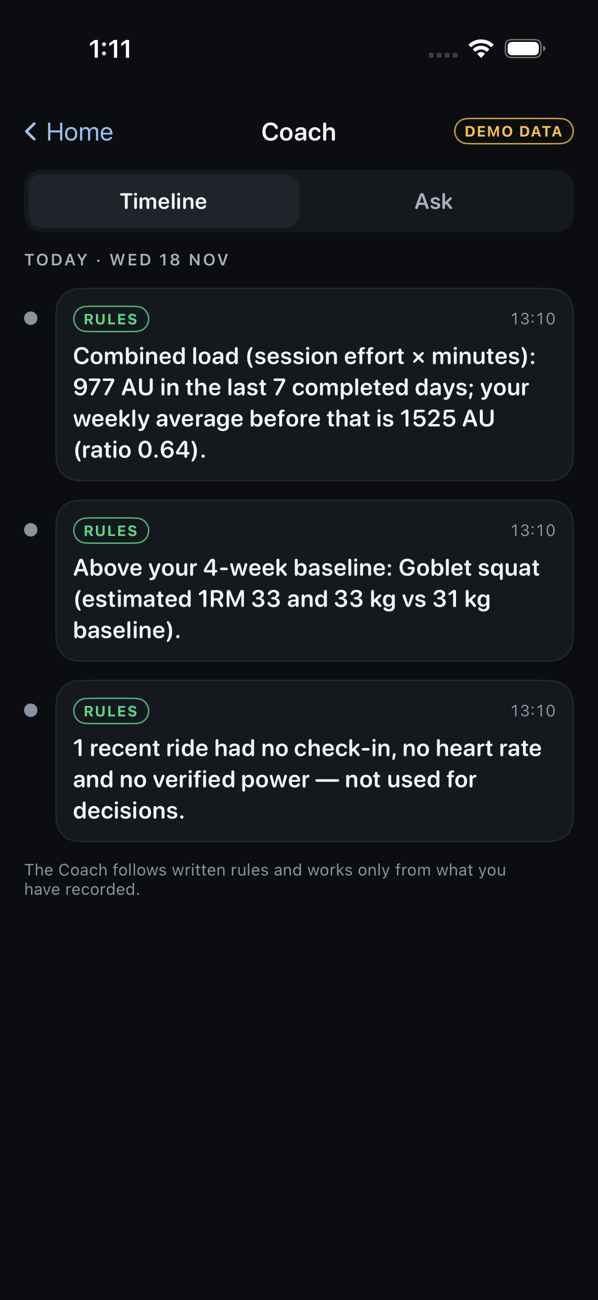 1:11
Home
Coach
DEMO DATA
Timeline
Ask
TODAY · WED 18 NOV
RULES
13:10
Combined load (session effort × minutes):
977 AU in the last 7 completed days; your
weekly average before that is 1525 AU
(ratio 0.64).
RULES
13:10
Above your 4-week baseline: Goblet squat
(estimated 1RM 33 and 33 kg vs 31 kg
baseline).
RULES
13:10
1 recent ride had no check-in, no heart rate
and no verified power — not used for
decisions.
The Coach follows written rules and works only from what you
have recorded.